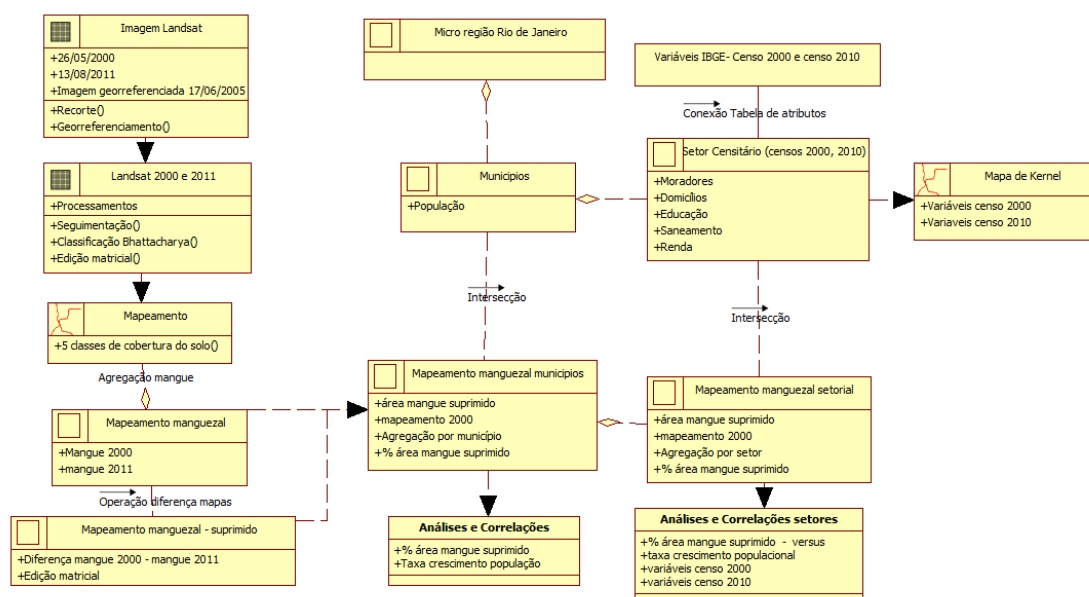 Imagem Landsat
+26/05/2000
+13/08/2011
+Imagem georreferenciada 17/06/2005
+Recorte()
+Georreferenciamento()
Landsat 2000 e 2011
+Processamentos
+Seguimentação()
+Classificação Bhattacharya()
+Edição matricial()
Mapeamento
+5 classes de cobertura do solo()
Agregação mangue
Mapeamento manguezal
+Mangue 2000
+mangue 2011
Operação diferença mapas
Mapeamento manguezal - suprimido
+Diferença mangue 2000 - mangue 2011
+Edição matricial
Micro região Rio de Janeiro
Municipios
+População
Intersecção
Mapeamento manguezal municipios
+área mangue suprimido
+mapeamento 2000
+Agregação por município
+% área mangue suprimido
Análises e Correlações
+% área mangue suprimido
+Taxa crescimento população
Variáveis IBGE- Censo 2000 e censo 2010
Conexão Tabela de atributos
Setor Censitário (censos 2000, 2010)
+Moradores
+Domicílios
+Educação
+Saneamento
+Renda
Intersecção
Mapeamento manguezal setorial
+área mangue suprimido
+mapeamento 2000
+Agregação por setor
+% área mangue suprimido
Análises e Correlações setores
+% área mangue suprimido - versus
+taxa crescimento populacional
+variáveis censo 2000
+variáveis censo 2010
Mapa de Kernel
+Variáveis censo 2000
+Variaveis censo 2010